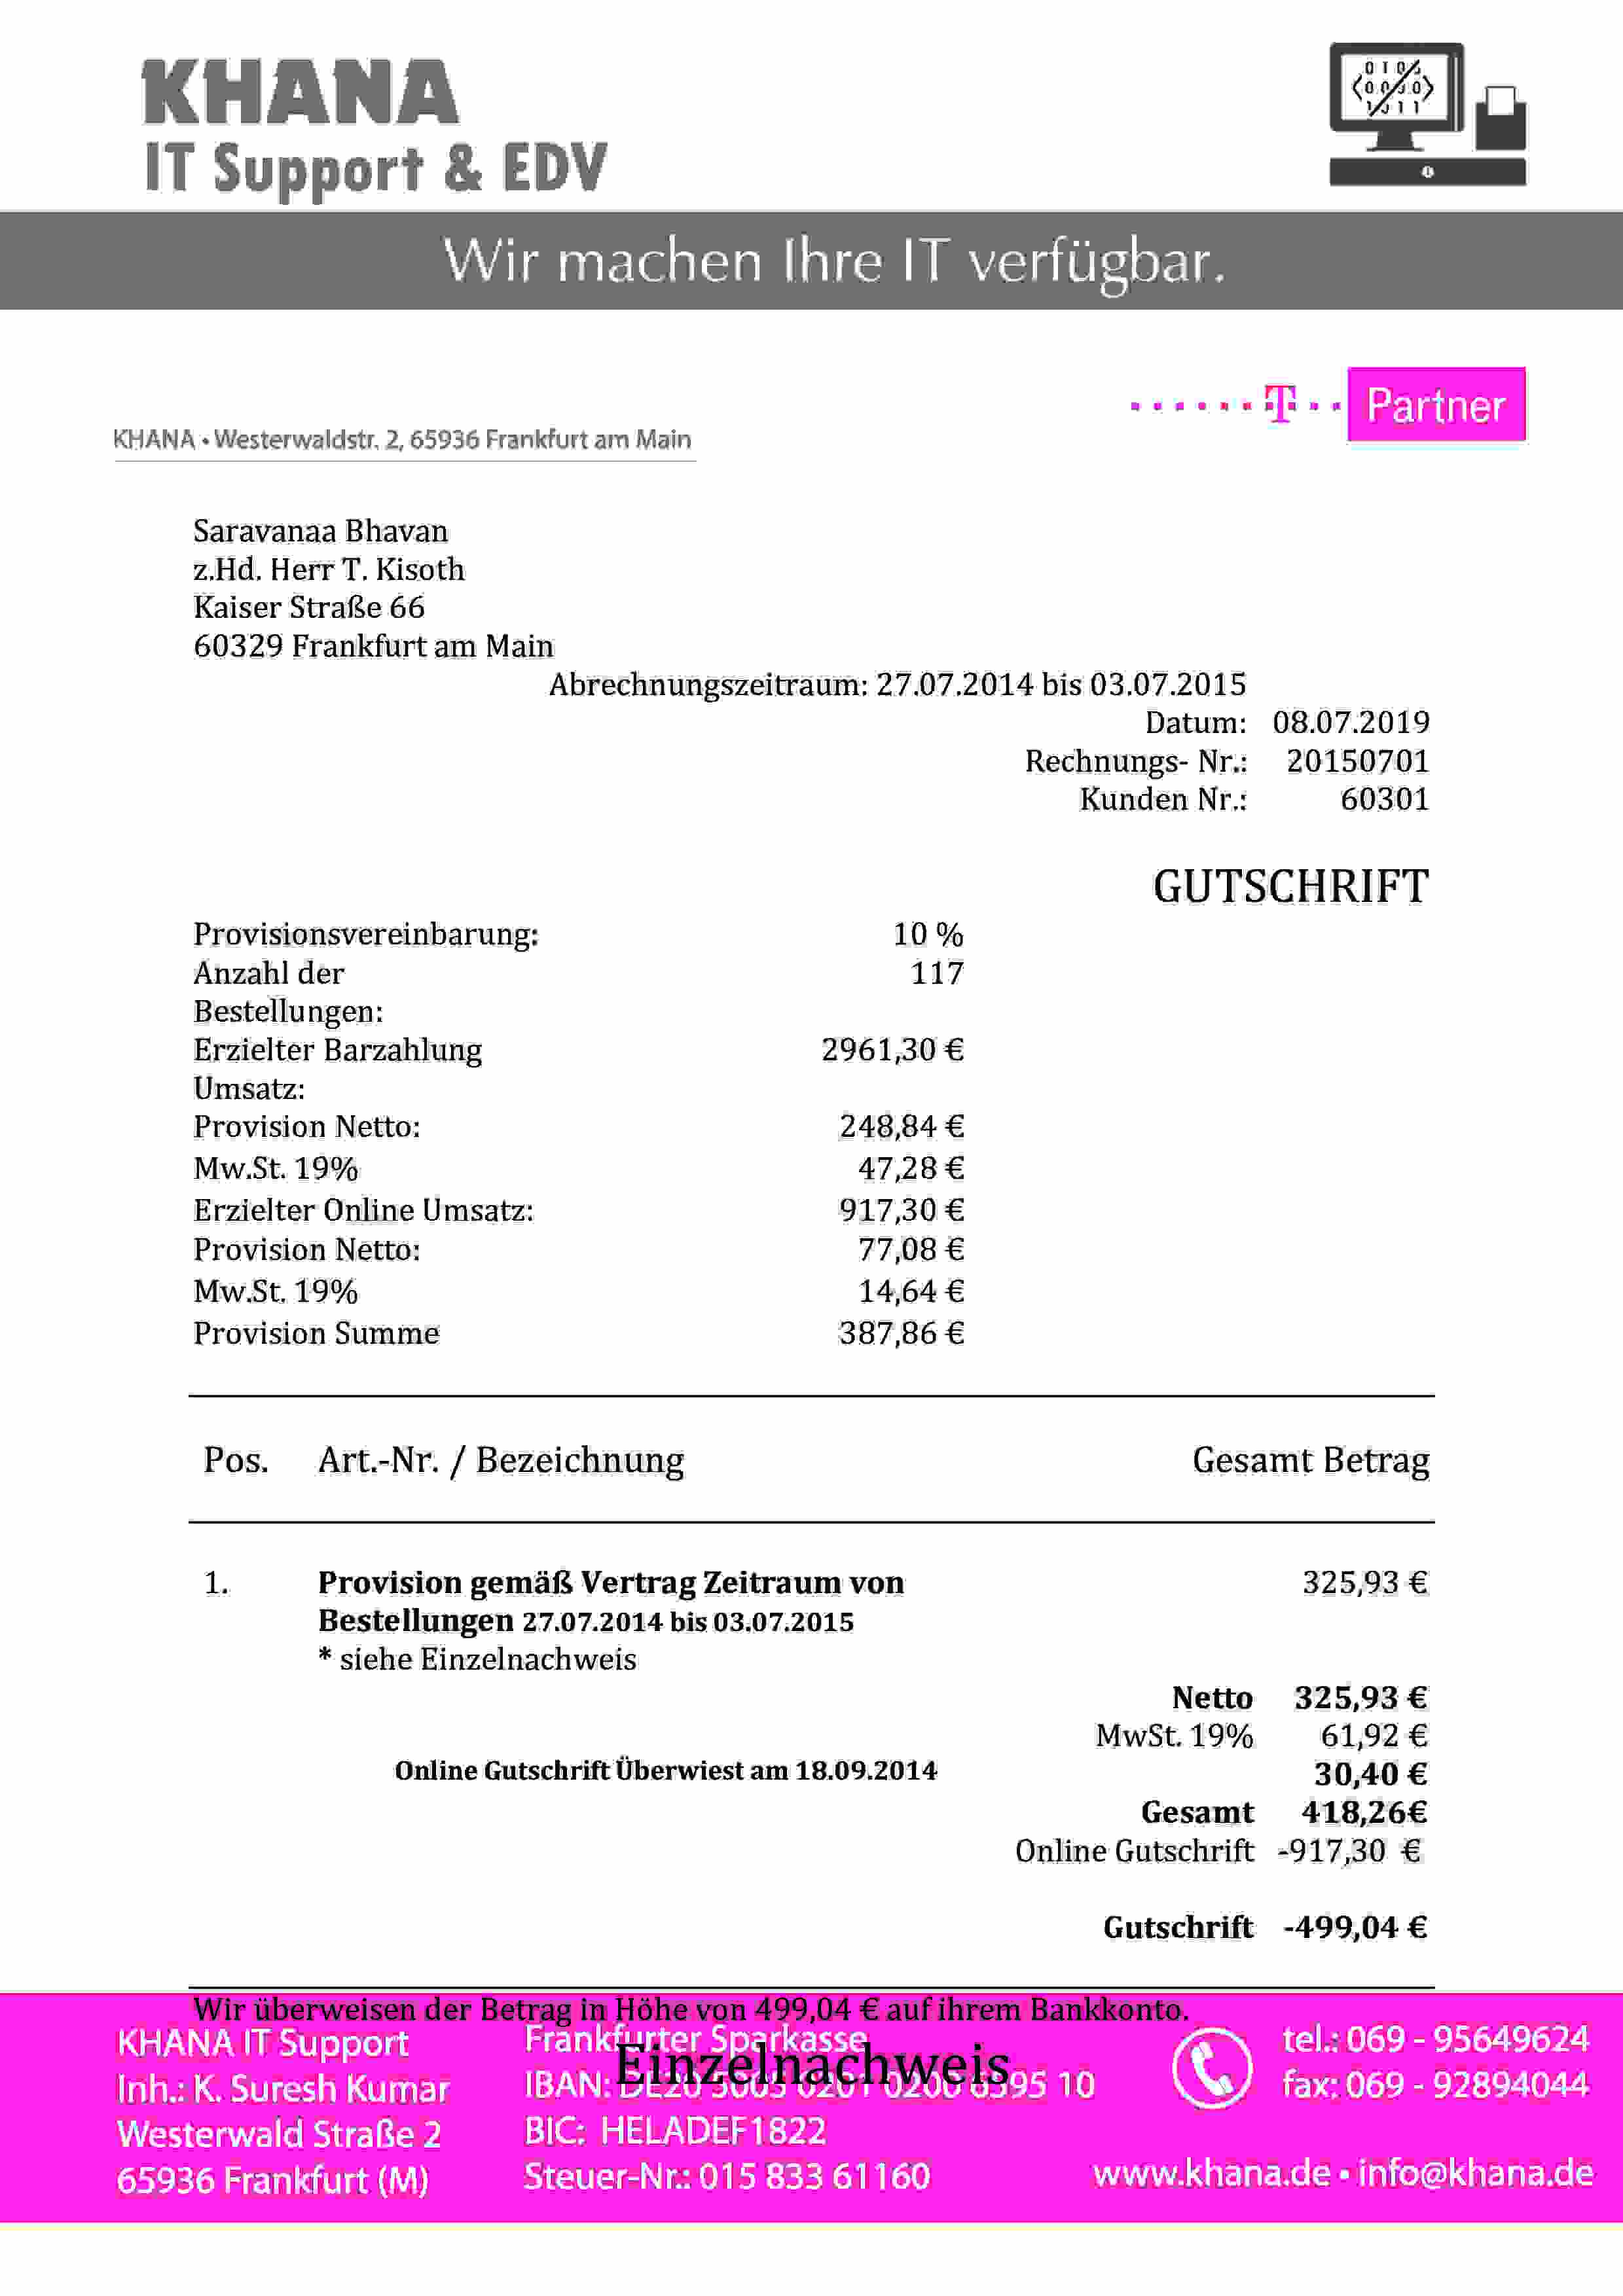 KHANA
IT Support & EDV
Wir machen Ihre IT verfügbar.
T Partner
KHANA • Westerwaldstr. 2, 65936 Frankfurt am Main
Saravanaa Bhavan
z.Hd. Herr T. Kisoth
Kaiser Straße 66
60329 Frankfurt am Main
Abrechnungszeitraum: 27.07.2014 bis 03.07.2015
Datum: 08.07.2019
Rechnungs- Nr.: 20150701
Kunden Nr.: 60301
GUTSCHRIFT
Provisionsvereinbarung: 10 %
Anzahl der 117
Bestellungen:
Erzielter Barzahlung 2961,30 €
Umsatz:
Provision Netto: 248,84 €
Mw.St. 19% 47,28 €
Erzielter Online Umsatz: 917,30 €
Provision Netto: 77,08 €
Mw.St. 19% 14,64 €
Provision Summe 387,86 €
Pos. Art.-Nr. / Bezeichnung Gesamt Betrag
1. Provision gemäß Vertrag Zeitraum von 325,93 €
Bestellungen 27.07.2014 bis 03.07.2015
* siehe Einzelnachweis
Netto 325,93 €
MwSt. 19% 61,92 €
Online Gutschrift Überwiest am 18.09.2014 30,40 €
Gesamt 418,26€
Online Gutschrift -917,30 €
Gutschrift -499,04 €
Wir überweisen der Betrag in Höhe von 499,04 € auf ihrem Bankkonto.
Einzelnachweis
KHANA IT Support
Inh.: K. Suresh Kumar
Westerwald Straße 2
65936 Frankfurt (M)
Frankfurter Sparkasse
IBAN: 10
BIC: HELADEF1822
Steuer-Nr.: 015 833 61160
tel.: 069 - 95649624
fax: 069 - 92894044
www.khana.de • info@khana.de